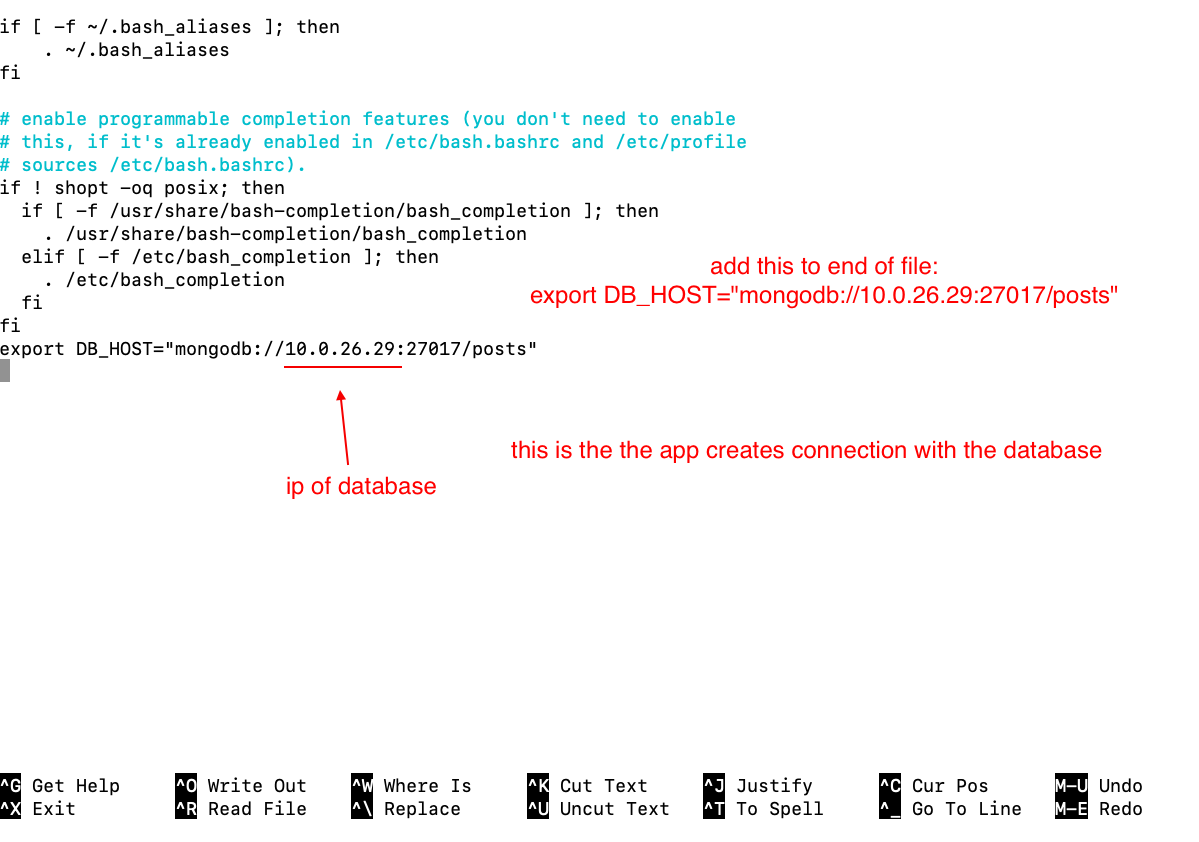 if [ -f ~/.bash_aliases ]; then
    . ~/.bash_aliases
fi

# enable programmable completion features (you don't need to enable
# this, if it's already enabled in /etc/bash.bashrc and /etc/profile
# sources /etc/bash.bashrc).
if ! shopt -oq posix; then
  if [ -f /usr/share/bash-completion/bash_completion ]; then
    . /usr/share/bash-completion/bash_completion
  elif [ -f /etc/bash_completion ]; then
    . /etc/bash_completion
  fi
fi
export DB_HOST="mongodb://10.0.26.29:27017/posts"
add this to end of file:
export DB_HOST="mongodb://10.0.26.29:27017/posts"
this is the the app creates connection with the database
ip of database
^G Get Help ^O Write Out ^W Where Is ^K Cut Text ^J Justify ^C Cur Pos M-U Undo
^X Exit ^R Read File ^\ Replace ^U Uncut Text ^T To Spell ^_ Go To Line M-E Redo